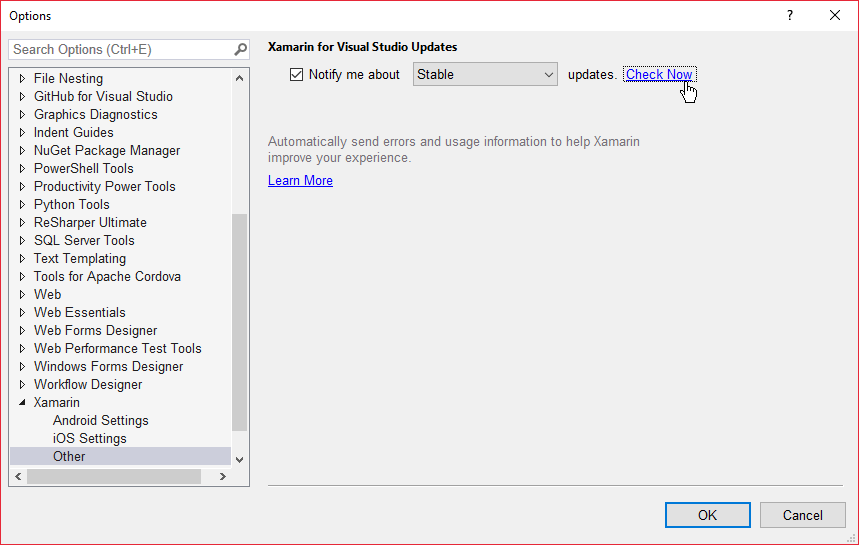 Options
?
Search Options (Ctrl+E)
File Nesting
GitHub for Visual Studio
Graphics Diagnostics
Indent Guides
NuGet Package Manager
PowerShell Tools
Productivity Power Tools
Python Tools
ReSharper Ultimate
SQL Server Tools
Text Templating
Tools for Apache Cordova
Web
Web Essentials
Web Forms Designer
Web Performance Test Tools
Windows Forms Designer
Workflow Designer
Xamarin
Android Settings
iOS Settings
Other
Xamarin for Visual Studio Updates
Notify me about Stable updates. Check Now
Automatically send errors and usage information to help Xamarin
improve your experience.
Learn More
OK Cancel